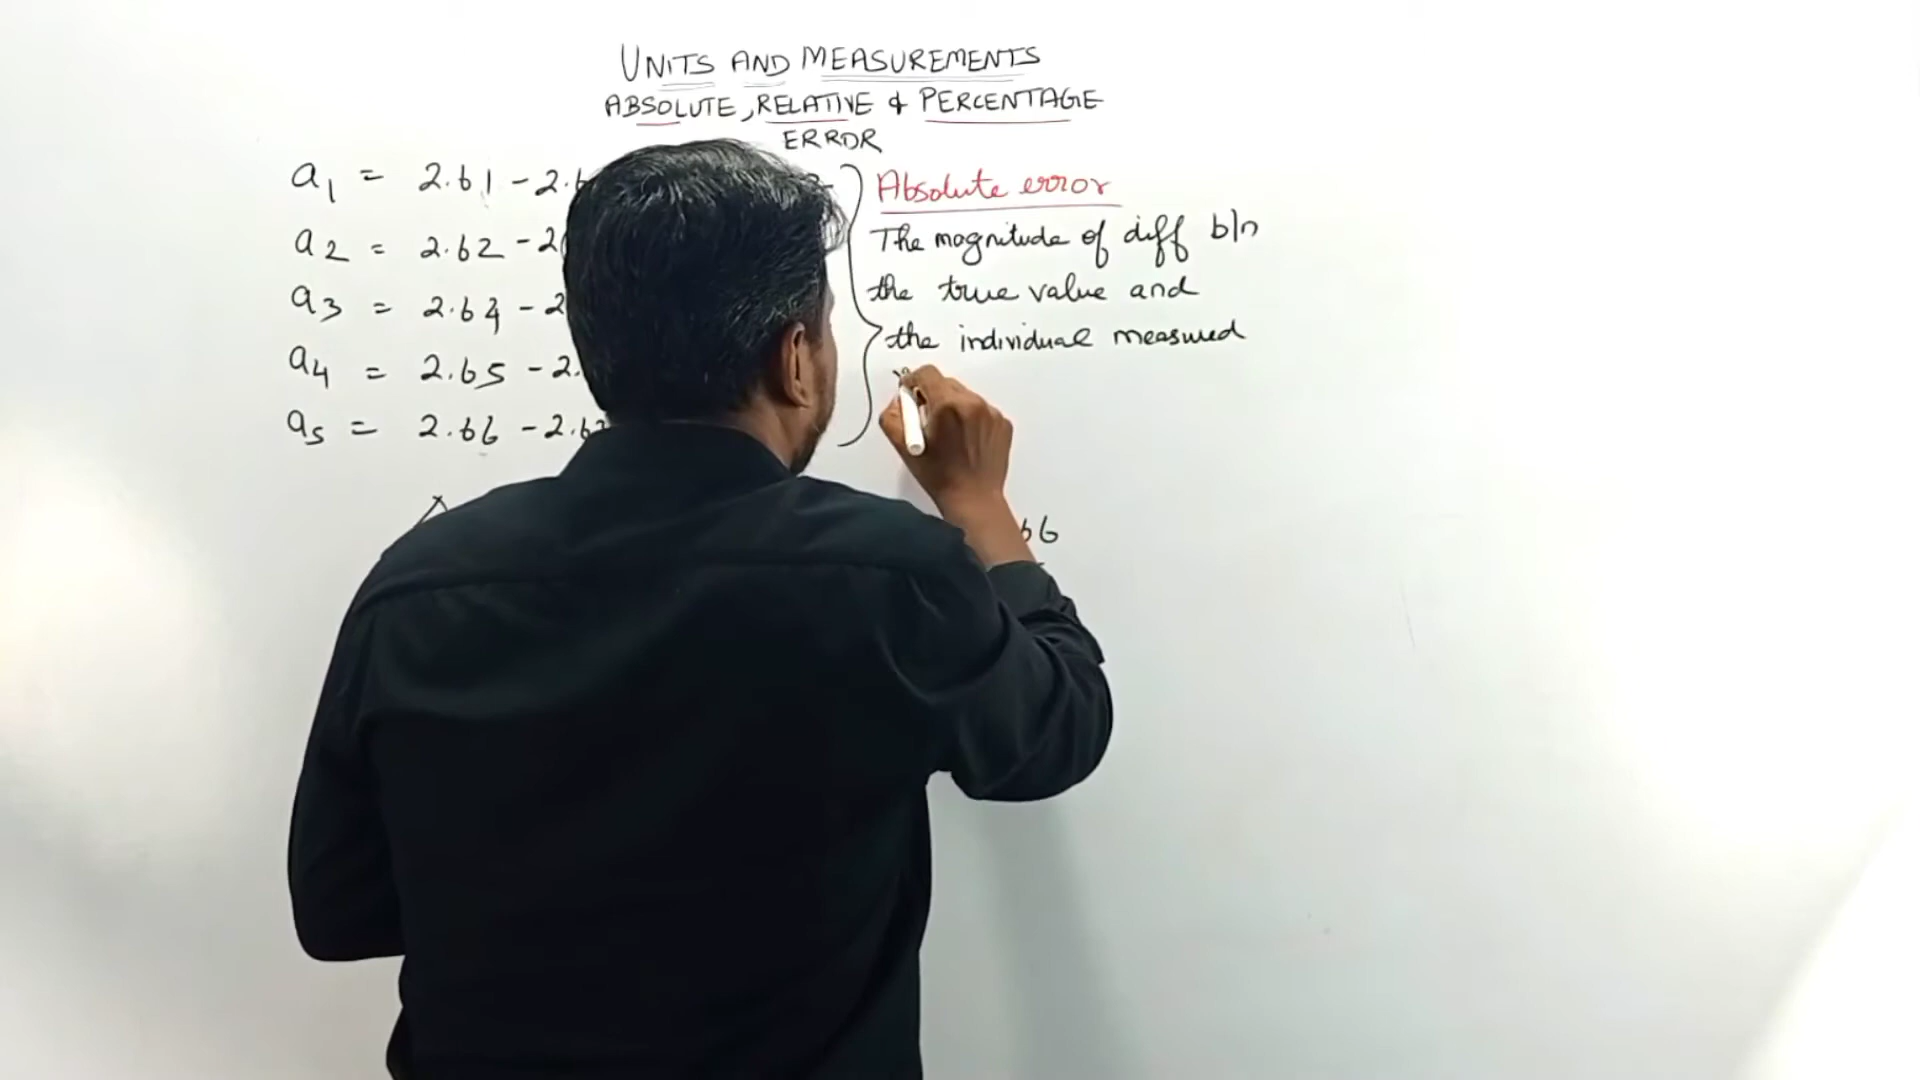 UNITS AND MEASUREMENTS
ABSOLUTE, RELATIVE & PERCENTAGE
ERROR
a1 = 2.61 - 2.6
a2 = 2.62 - 2
a3 = 2.64 - 2
a4 = 2.65 - 2.
a5 = 2.66 - 2.63
Absolute error
The magnitude of diff b/n
the true value and
the individual measured
66